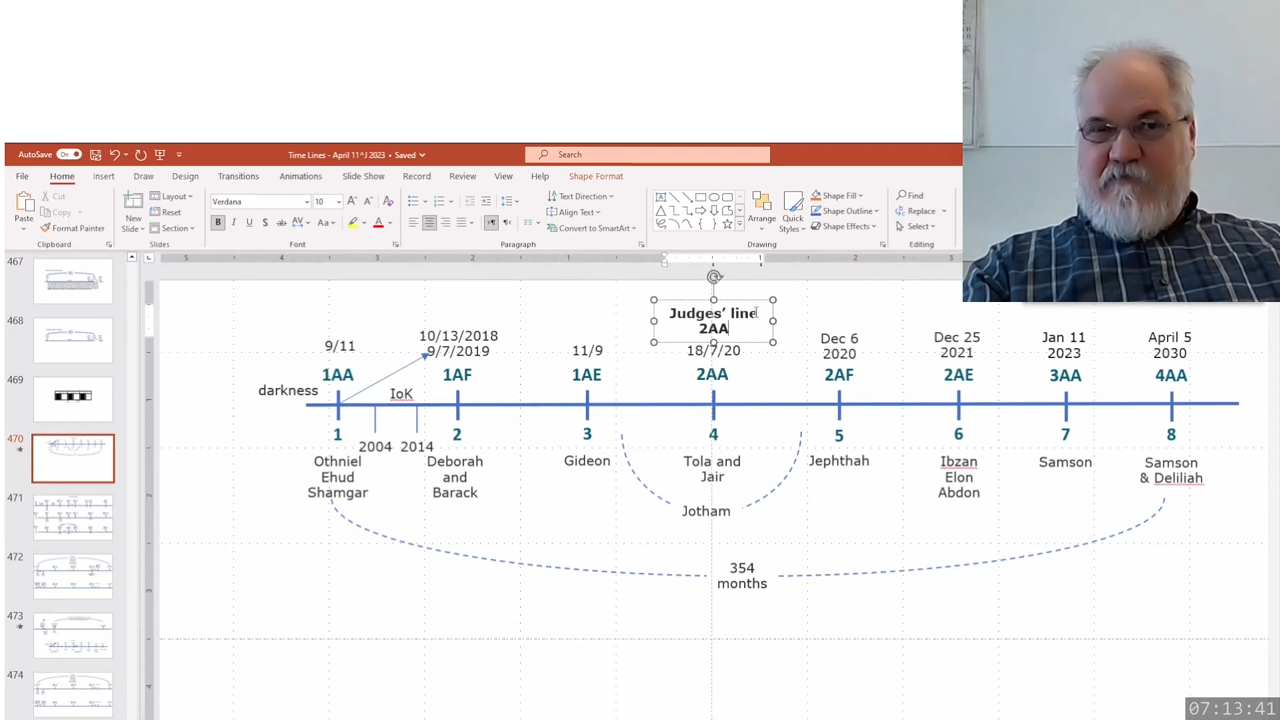 AutoSave On
Time Lines - April 11^J 2023 • Saved
Search
File Home Insert Draw Design Transitions Animations Slide Show Record Review View Help Shape Format
Paste
Cut
Copy
Format Painter
Clipboard
New
Slide
Layout
Reset
Section
Slides
Verdana 10
Font
Text Direction
Align Text
Convert to SmartArt
Paragraph
Arrange
Quick
Styles
Shape Fill
Shape Outline
Shape Effects
Drawing
Find
Replace
Select
Editing
467
468
469
470
471
472
473
474
Judges’ line
2AA
9/11
10/13/2018
9/7/2019
11/9
18/7/20
Dec 6
2020
Dec 25
2021
Jan 11
2023
April 5
2030
1AA 1AF 1AE 2AA 2AF 2AE 3AA 4AA
darkness
IoK
1 2 3 4 5 6 7 8
2004 2014
Othniel
Ehud
Shamgar
Deborah
and
Barack
Gideon
Tola and
Jair
Jephthah
Ibzan
Elon
Abdon
Samson
Samson
& Deliliah
Jotham
354
months
07:13:41